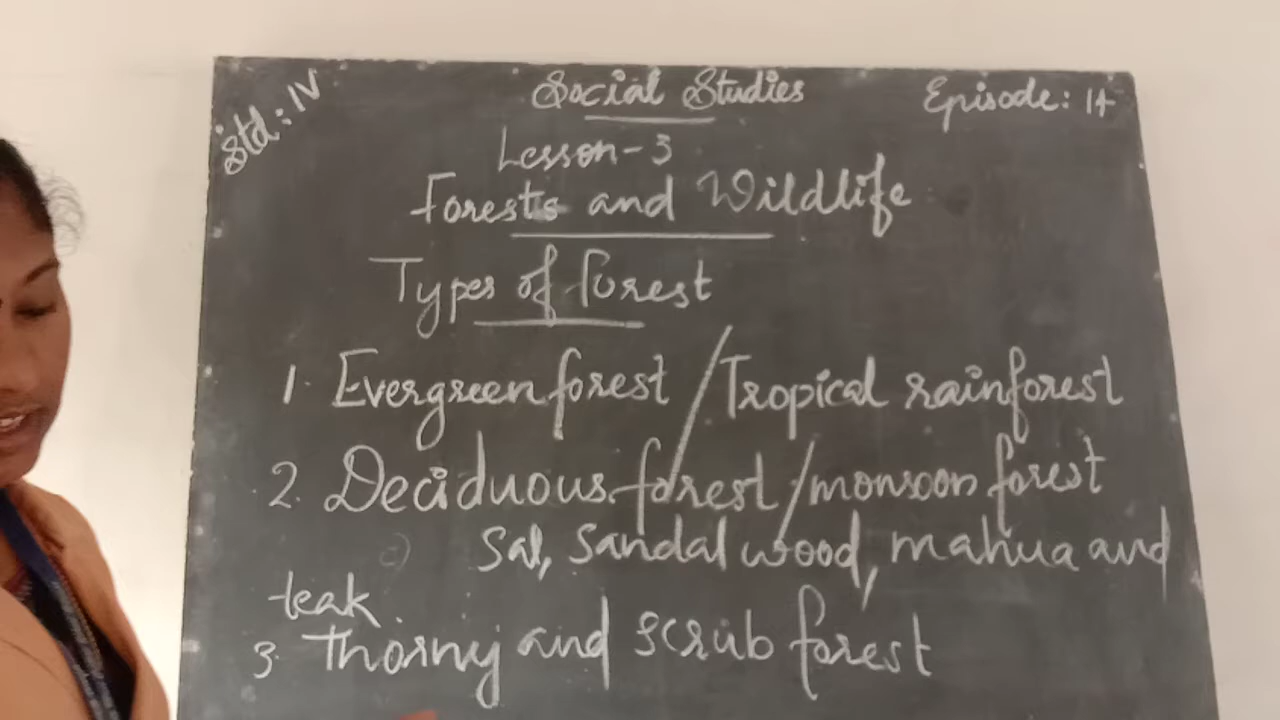 Std: IV
Social Studies
Episode: 14
Lesson-3
Forests and Wildlife
Types of forest
1. Evergreen forest / Tropical rainforest
2. Deciduous forest / monsoon forest
Sal, Sandal wood, mahua and
teak.
3. Thorny and scrub forest